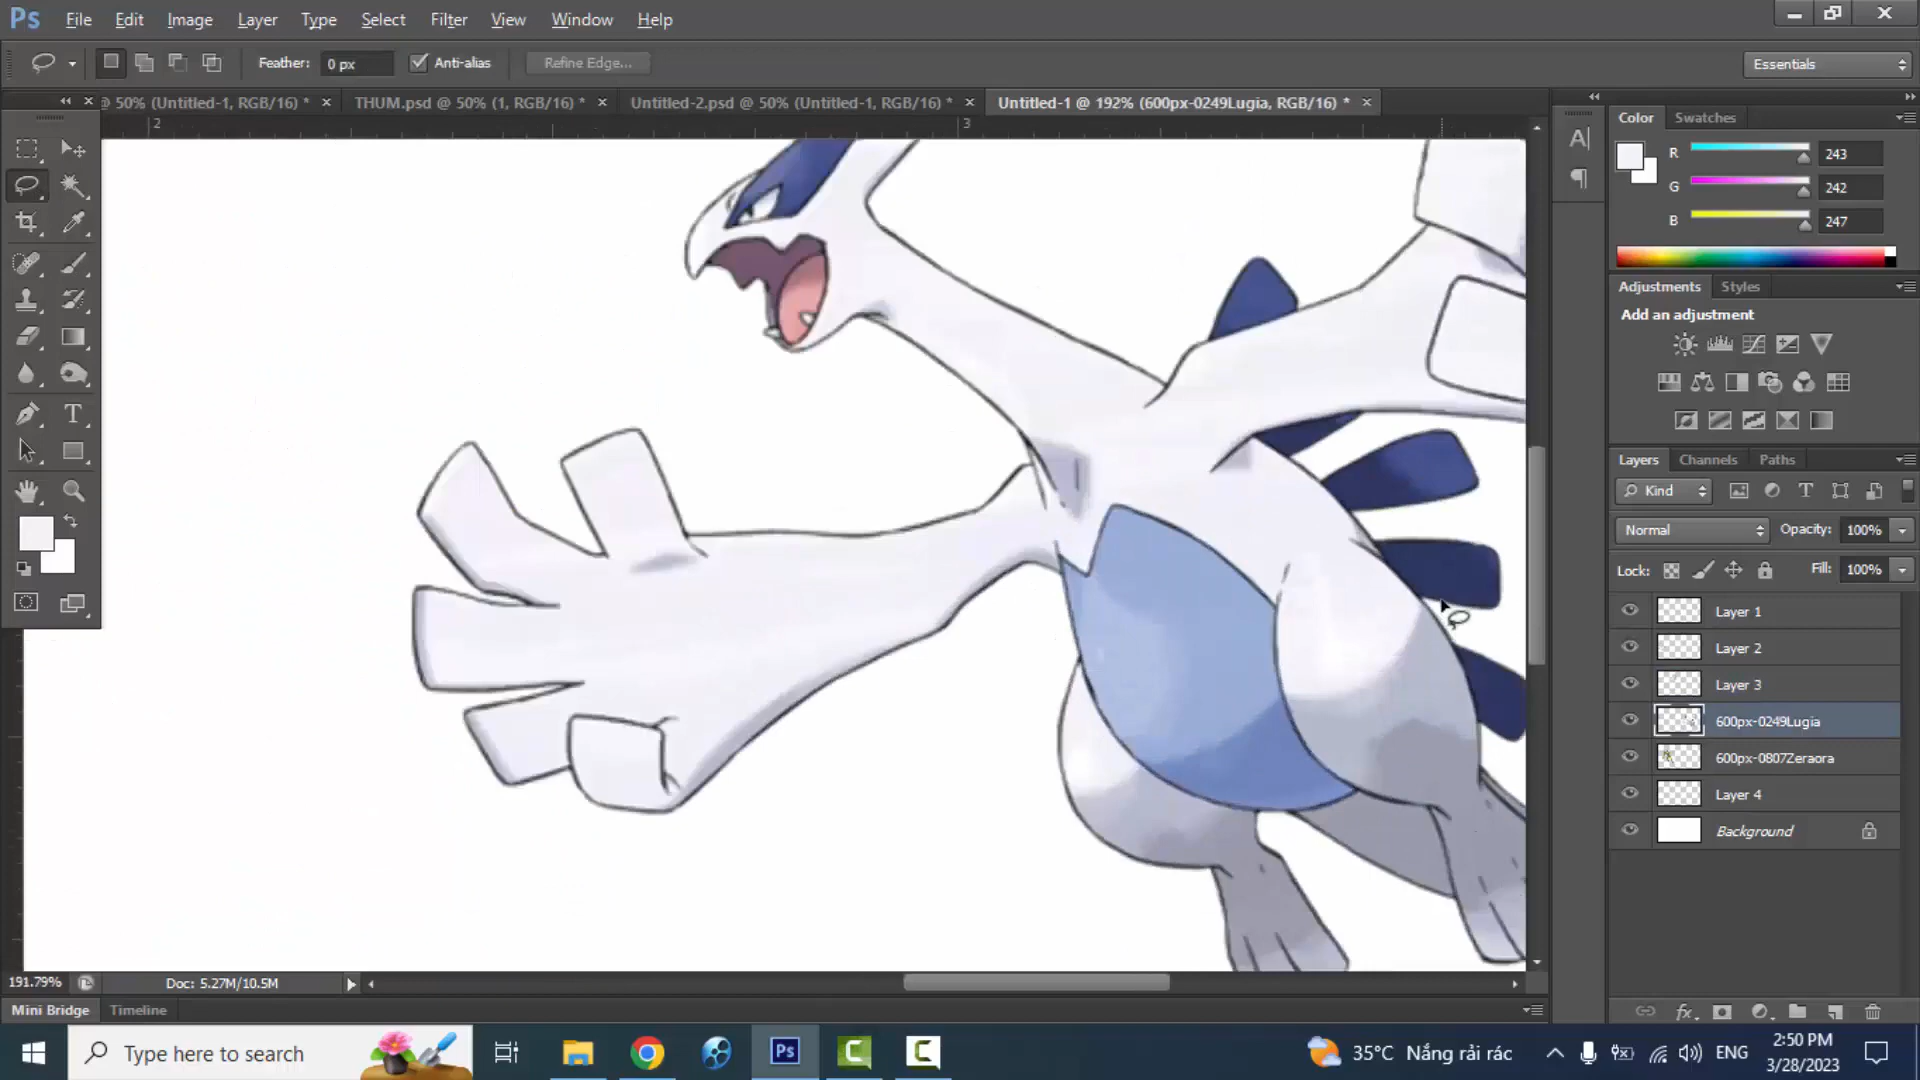 Ps File Edit Image Layer Type Select Filter View Window Help
Feather: 0 px Anti-alias Refine Edge... Essentials
@ 50% (Untitled-1, RGB/16) * × THUM.psd @ 50% (1, RGB/16) * × Untitled-2.psd @ 50% (Untitled-1, RGB/16) * × Untitled-1 @ 192% (600px-0249Lugia, RGB/16) * ×
2 3
Color Swatches
R 243
G 242
B 247
Adjustments Styles
Add an adjustment
Layers Channels Paths
Kind
Normal Opacity: 100%
Lock: Fill: 100%
Layer 1
Layer 2
Layer 3
600px-0249Lugia
600px-0807Zeraora
Layer 4
Background
191.79% Doc: 5.27M/10.5M
Mini Bridge Timeline
Type here to search
Ps
35°C Nắng rải rác
ENG
2:50 PM
3/28/2023